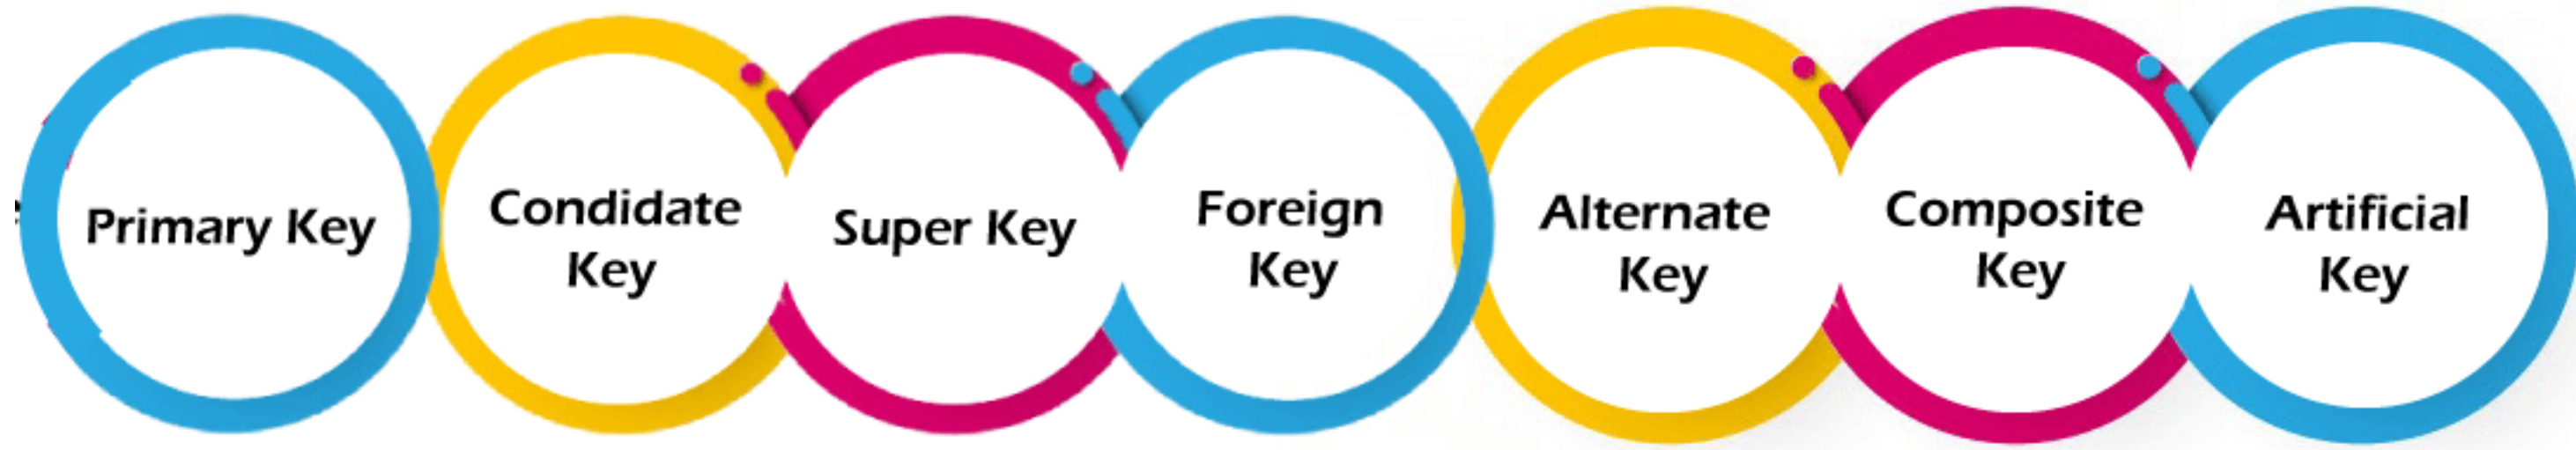 Primary Key
Condidate
Key
Super Key
Foreign
Key
Alternate
Key
Composite
Key
Artificial
Key